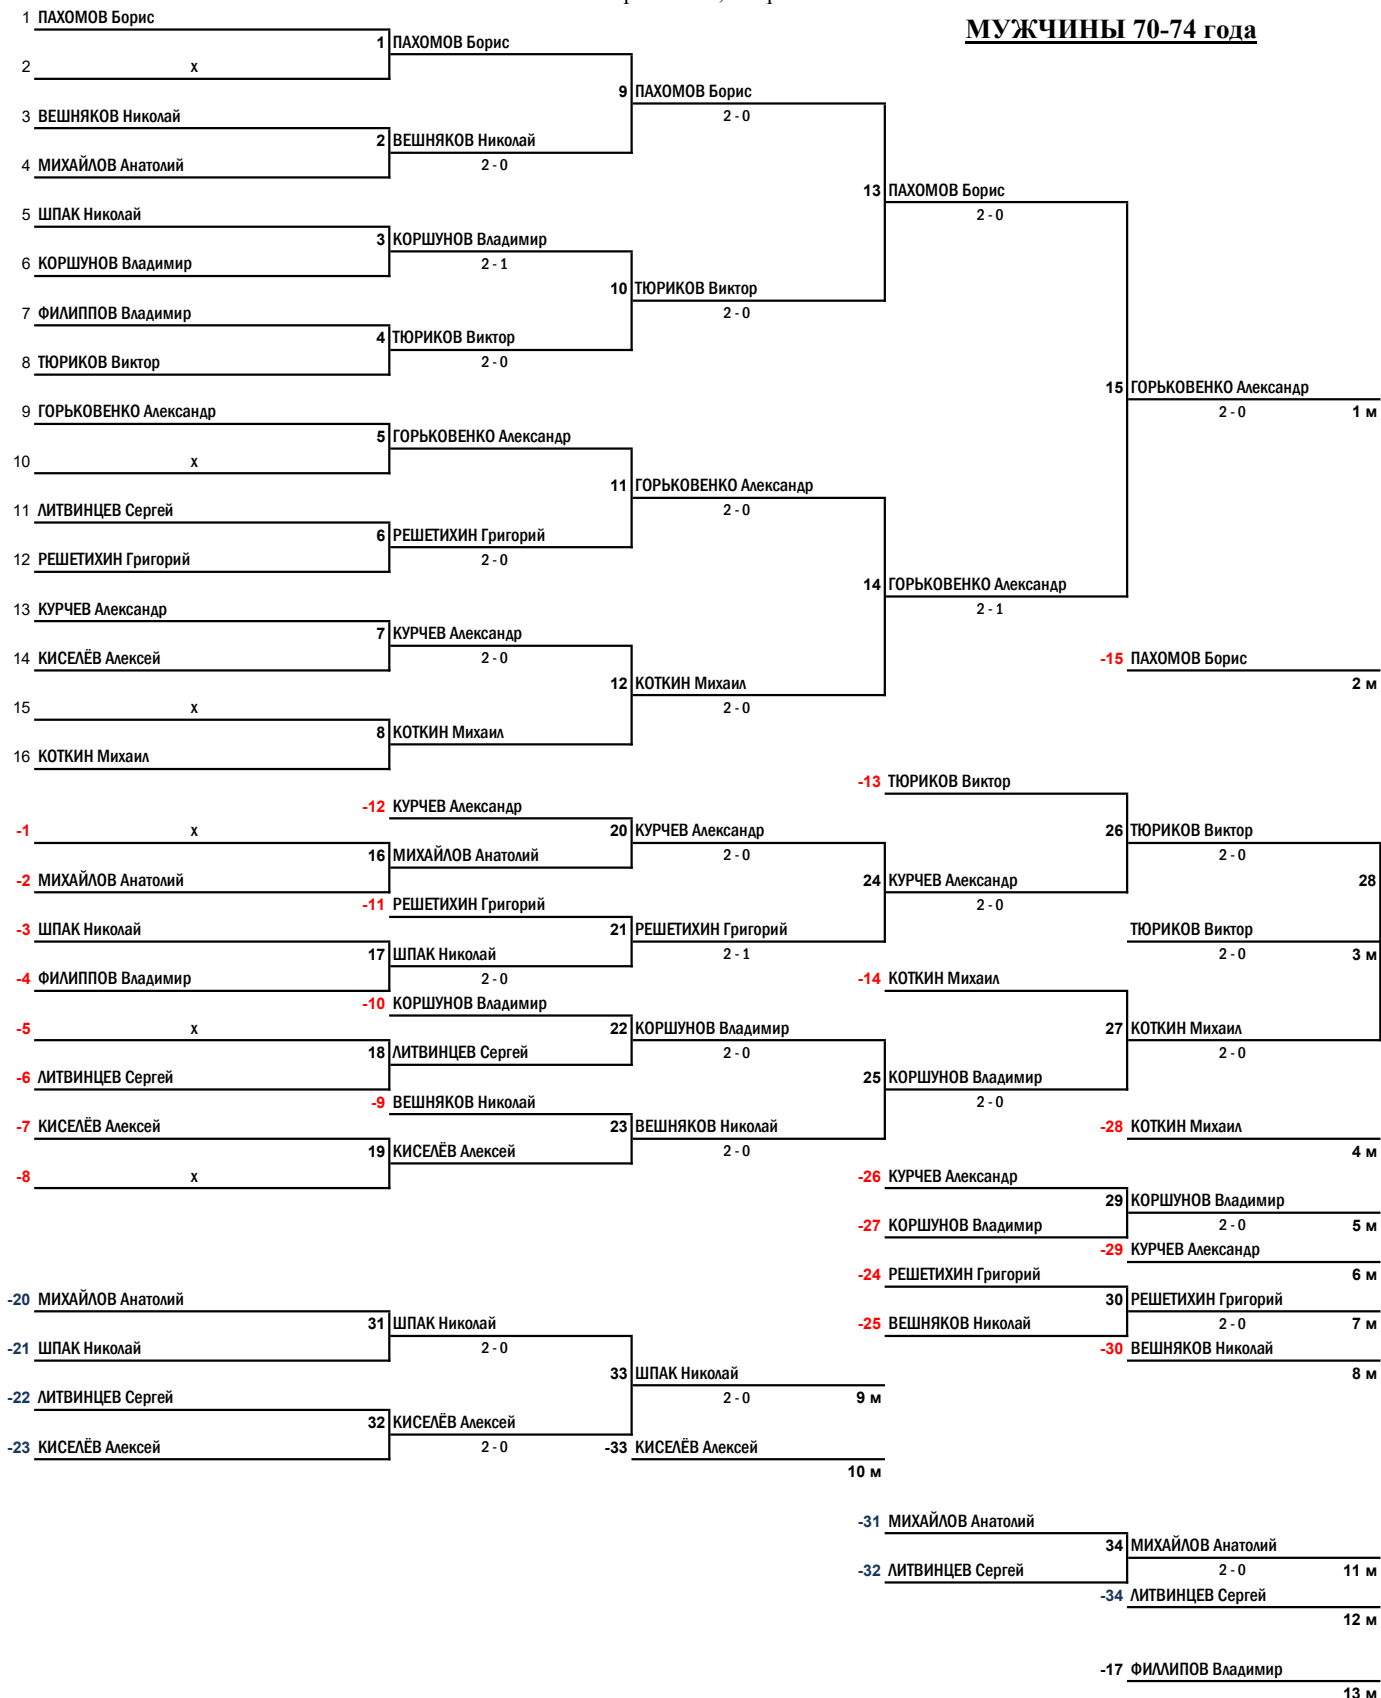 МУЖЧИНЫ 70-74 года
1 ПАХОМОВ Борис
1 ПАХОМОВ Борис
2 х
9 ПАХОМОВ Борис
3 ВЕШНЯКОВ Николай
2 - 0
2 ВЕШНЯКОВ Николай
4 МИХАЙЛОВ Анатолий
2 - 0
13 ПАХОМОВ Борис
5 ШПАК Николай
2 - 0
3 КОРШУНОВ Владимир
6 КОРШУНОВ Владимир
2 - 1
10 ТЮРИКОВ Виктор
7 ФИЛИППОВ Владимир
2 - 0
4 ТЮРИКОВ Виктор
8 ТЮРИКОВ Виктор
2 - 0
15 ГОРЬКОВЕНКО Александр
9 ГОРЬКОВЕНКО Александр
2 - 0 1 м
5 ГОРЬКОВЕНКО Александр
10 х
11 ГОРЬКОВЕНКО Александр
11 ЛИТВИНЦЕВ Сергей
2 - 0
6 РЕШЕТИХИН Григорий
12 РЕШЕТИХИН Григорий
2 - 0
14 ГОРЬКОВЕНКО Александр
13 КУРЧЕВ Александр
2 - 1
7 КУРЧЕВ Александр
14 КИСЕЛЁВ Алексей
2 - 0
-15 ПАХОМОВ Борис
12 КОТКИН Михаил
2 м
15 х
2 - 0
8 КОТКИН Михаил
16 КОТКИН Михаил
-13 ТЮРИКОВ Виктор
-12 КУРЧЕВ Александр
-1 х
20 КУРЧЕВ Александр
26 ТЮРИКОВ Виктор
16 МИХАЙЛОВ Анатолий
2 - 0
2 - 0
-2 МИХАЙЛОВ Анатолий
24 КУРЧЕВ Александр
28
-11 РЕШЕТИХИН Григорий
2 - 0
-3 ШПАК Николай
21 РЕШЕТИХИН Григорий
ТЮРИКОВ Виктор
17 ШПАК Николай
2 - 1
2 - 0 3 м
-4 ФИЛИППОВ Владимир
2 - 0
-14 КОТКИН Михаил
-10 КОРШУНОВ Владимир
-5 х
22 КОРШУНОВ Владимир
27 КОТКИН Михаил
18 ЛИТВИНЦЕВ Сергей
2 - 0
2 - 0
-6 ЛИТВИНЦЕВ Сергей
25 КОРШУНОВ Владимир
-9 ВЕШНЯКОВ Николай
2 - 0
-7 КИСЕЛЁВ Алексей
23 ВЕШНЯКОВ Николай
-28 КОТКИН Михаил
19 КИСЕЛЁВ Алексей
2 - 0
4 м
-8 х
-26 КУРЧЕВ Александр
29 КОРШУНОВ Владимир
-27 КОРШУНОВ Владимир
2 - 0 5 м
-29 КУРЧЕВ Александр
-24 РЕШЕТИХИН Григорий
6 м
-20 МИХАЙЛОВ Анатолий
30 РЕШЕТИХИН Григорий
31 ШПАК Николай
-25 ВЕШНЯКОВ Николай
2 - 0 7 м
-21 ШПАК Николай
2 - 0
-30 ВЕШНЯКОВ Николай
33 ШПАК Николай
8 м
-22 ЛИТВИНЦЕВ Сергей
2 - 0 9 м
32 КИСЕЛЁВ Алексей
-23 КИСЕЛЁВ Алексей
2 - 0
-33 КИСЕЛЁВ Алексей
10 м
-31 МИХАЙЛОВ Анатолий
34 МИХАЙЛОВ Анатолий
-32 ЛИТВИНЦЕВ Сергей
2 - 0 11 м
-34 ЛИТВИНЦЕВ Сергей
12 м
-17 ФИЛЛИПОВ Владимир
13 м